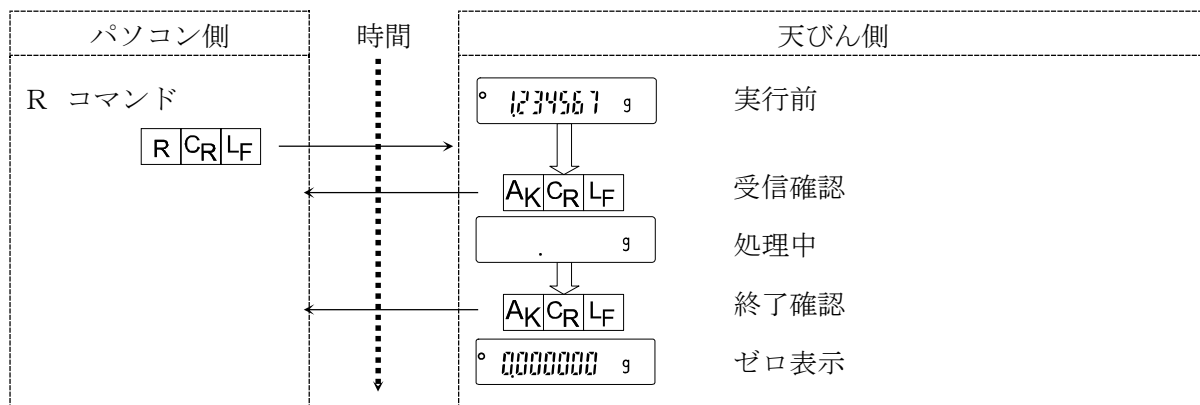 パソコン側 時間 天びん側
R コマンド
1.234567 g 実行前
R CR LF
AK CR LF 受信確認
. g 処理中
AK CR LF 終了確認
0.000000 g ゼロ表示